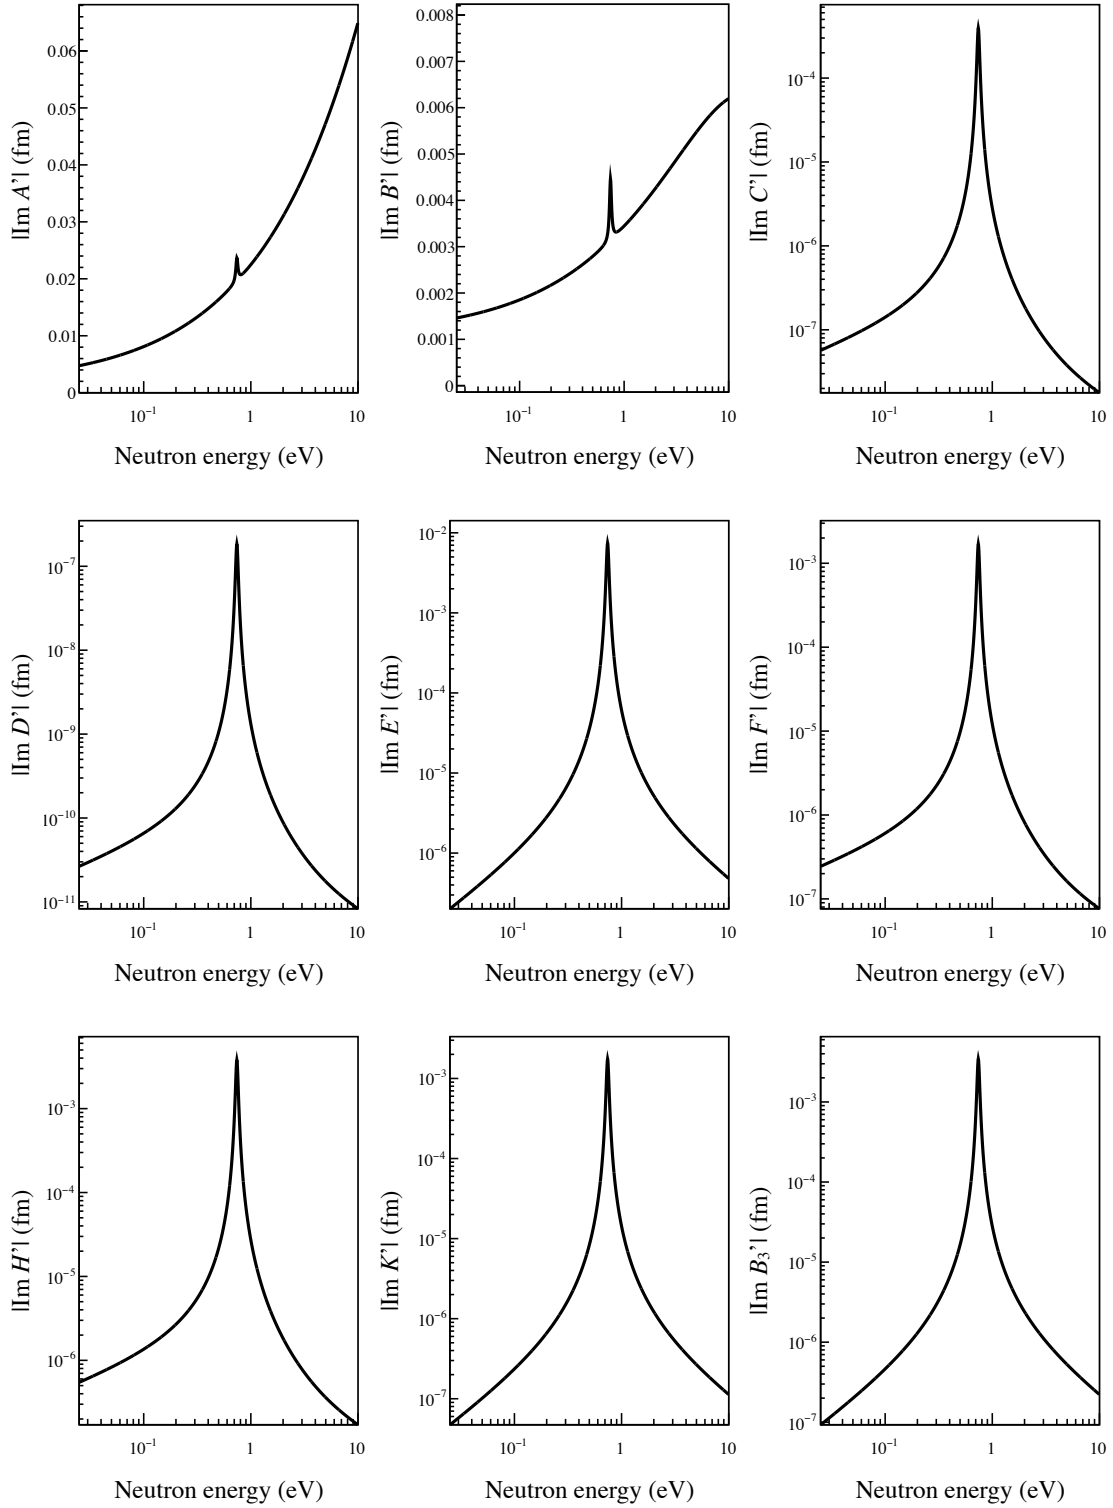 |Im A’| (fm)
0.06
0.05
0.04
0.03
0.02
0.01
0
10⁻¹ 1 10
Neutron energy (eV)
|Im B’| (fm)
0.008
0.007
0.006
0.005
0.004
0.003
0.002
0.001
0
10⁻¹ 1 10
Neutron energy (eV)
|Im C’| (fm)
10⁻⁴
10⁻⁵
10⁻⁶
10⁻⁷
10⁻¹ 1 10
Neutron energy (eV)
|Im D’| (fm)
10⁻⁷
10⁻⁸
10⁻⁹
10⁻¹⁰
10⁻¹¹
10⁻¹ 1 10
Neutron energy (eV)
|Im E’| (fm)
10⁻²
10⁻³
10⁻⁴
10⁻⁵
10⁻⁶
10⁻¹ 1 10
Neutron energy (eV)
|Im F’| (fm)
10⁻³
10⁻⁴
10⁻⁵
10⁻⁶
10⁻⁷
10⁻¹ 1 10
Neutron energy (eV)
|Im H’| (fm)
10⁻³
10⁻⁴
10⁻⁵
10⁻⁶
10⁻¹ 1 10
Neutron energy (eV)
|Im K’| (fm)
10⁻³
10⁻⁴
10⁻⁵
10⁻⁶
10⁻⁷
10⁻¹ 1 10
Neutron energy (eV)
|Im B₃’| (fm)
10⁻³
10⁻⁴
10⁻⁵
10⁻⁶
10⁻⁷
10⁻¹ 1 10
Neutron energy (eV)